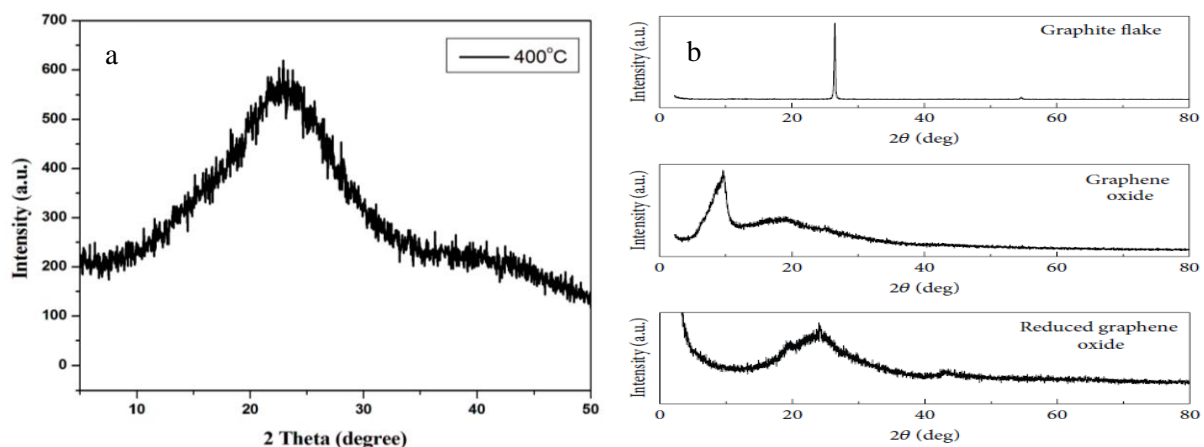 a
400°C
700
600
500
400
300
200
100
0
Intensity (a.u.)
10 20 30 40 50
2 Theta (degree)
b
Graphite flake
Intensity (a.u.)
0 20 40 60 80
2θ (deg)
Graphene
oxide
Intensity (a.u.)
0 20 40 60 80
2θ (deg)
Reduced graphene
oxide
Intensity (a.u.)
0 20 40 60 80
2θ (deg)